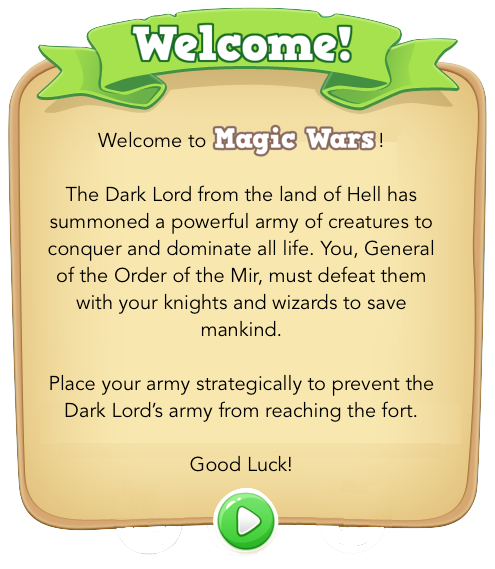 Welcome!
Welcome to Magic Wars!
The Dark Lord from the land of Hell has
summoned a powerful army of creatures to
conquer and dominate all life. You, General
of the Order of the Mir, must defeat them
with your knights and wizards to save
mankind.
Place your army strategically to prevent the
Dark Lord's army from reaching the fort.
Good Luck!